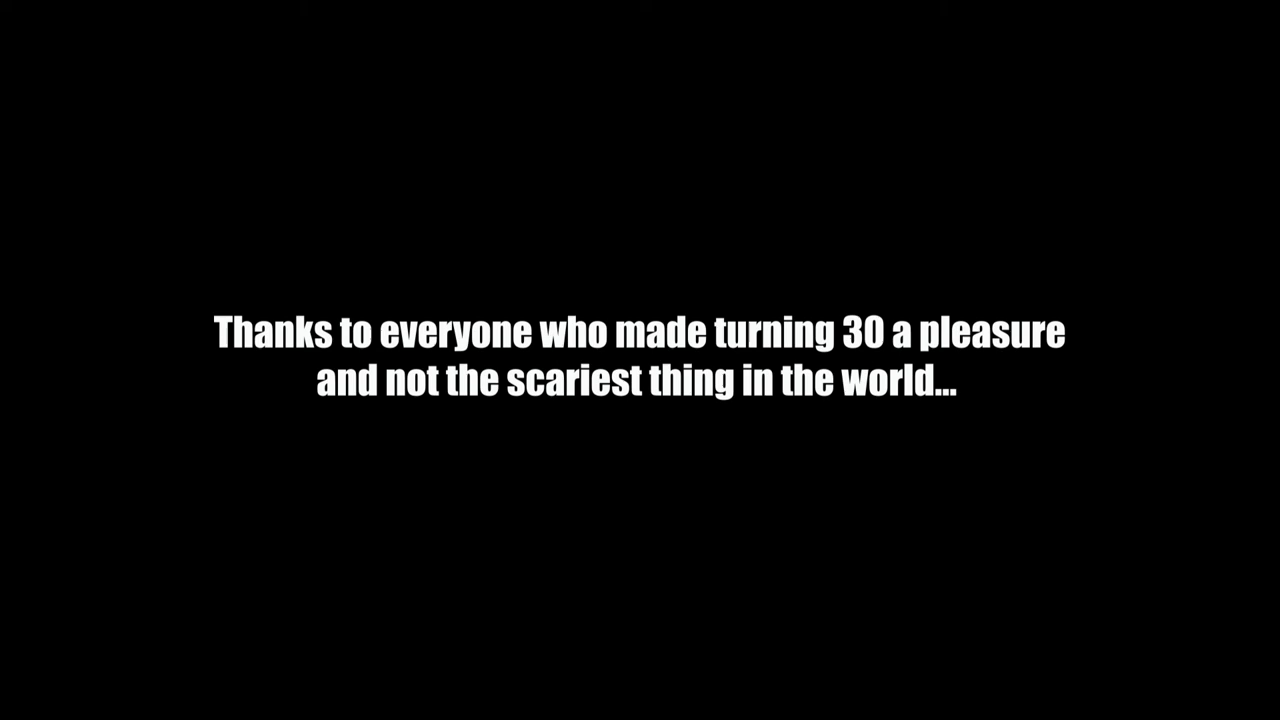 Thanks to everyone who made turning 30 a pleasure
and not the scariest thing in the world...